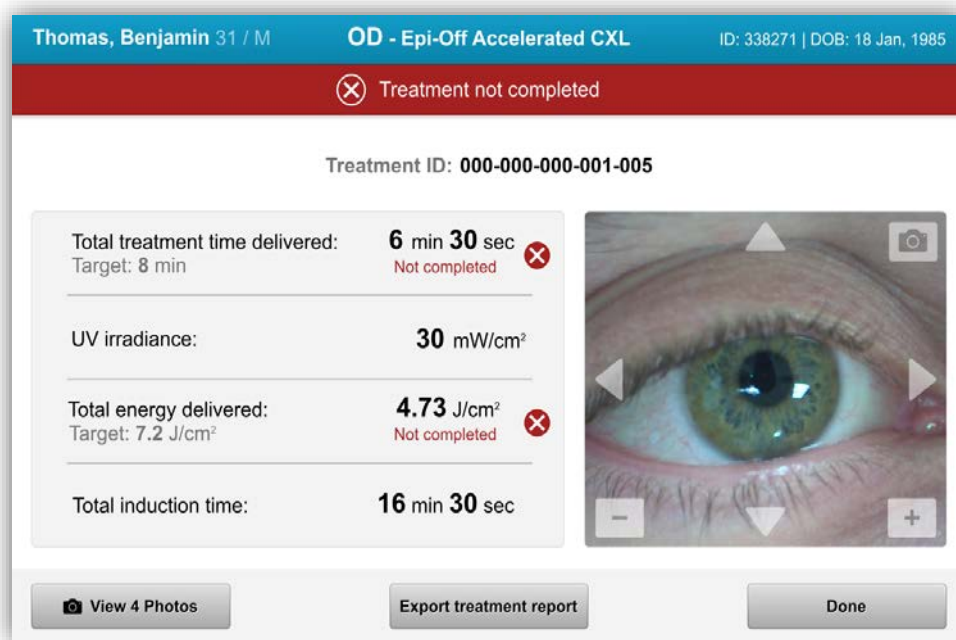 Thomas, Benjamin 31 / M OD - Epi-Off Accelerated CXL ID: 338271 | DOB: 18 Jan, 1985
Treatment not completed
Treatment ID: 000-000-000-001-005
Total treatment time delivered: 6 min 30 sec
Target: 8 min Not completed
UV irradiance: 30 mW/cm²
Total energy delivered: 4.73 J/cm²
Target: 7.2 J/cm² Not completed
Total induction time: 16 min 30 sec
View 4 Photos Export treatment report Done